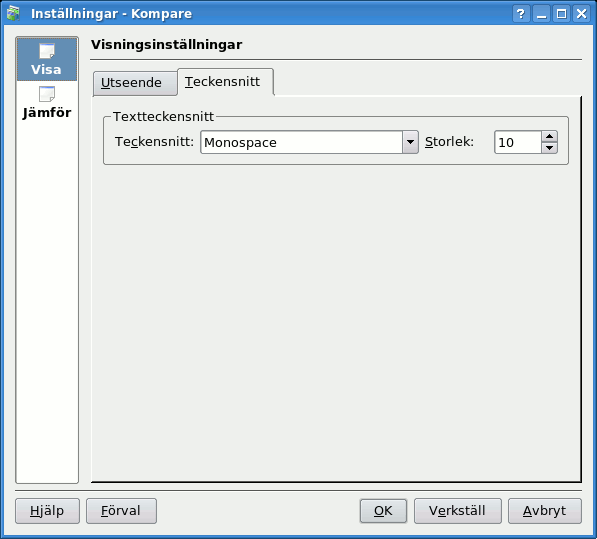 Inställningar - Kompare
Visa
Jämför
Visningsinställningar
Utseende Teckensnitt
Textteckensnitt
Teckensnitt: Monospace Storlek: 10
Hjälp Förval OK Verkställ Avbryt